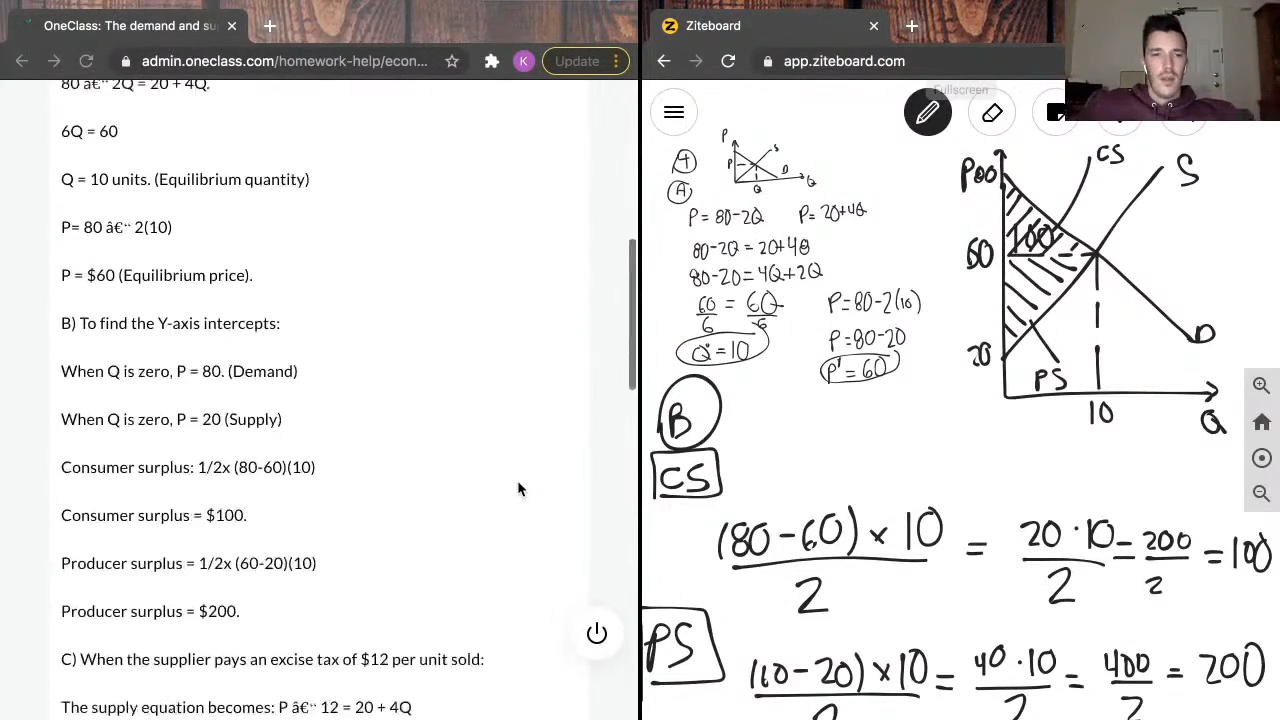 OneClass: The demand and su
Ziteboard
admin.oneclass.com/homework-help/econ...
K
Update
app.ziteboard.com
Fullscreen
80 â€“ 2Q = 20 + 4Q.
6Q = 60
Q = 10 units. (Equilibrium quantity)
P= 80 â€“ 2(10)
P = $60 (Equilibrium price).
B) To find the Y-axis intercepts:
When Q is zero, P = 80. (Demand)
When Q is zero, P = 20 (Supply)
Consumer surplus: 1/2x (80-60)(10)
Consumer surplus = $100.
Producer surplus = 1/2x (60-20)(10)
Producer surplus = $200.
C) When the supplier pays an excise tax of $12 per unit sold:
The supply equation becomes: P â€“ 12 = 20 + 4Q
P
S
P
D
Q
Q
A
P = 80-2Q P = 20+4Q
80-2Q = 20+4Q
80-20 = 4Q+2Q
60/6 = 6Q/6
Q* = 10
P = 80-2(10)
P = 80-20
P* = 60
CS
S
100
60
20
PS
D
10
Q
B
CS
(80-60) × 10 / 2 = 20·10 / 2 = 200 / 2 = 100
PS
(60-20) × 10 / 2 = 40·10 / 2 = 400 / 2 = 200